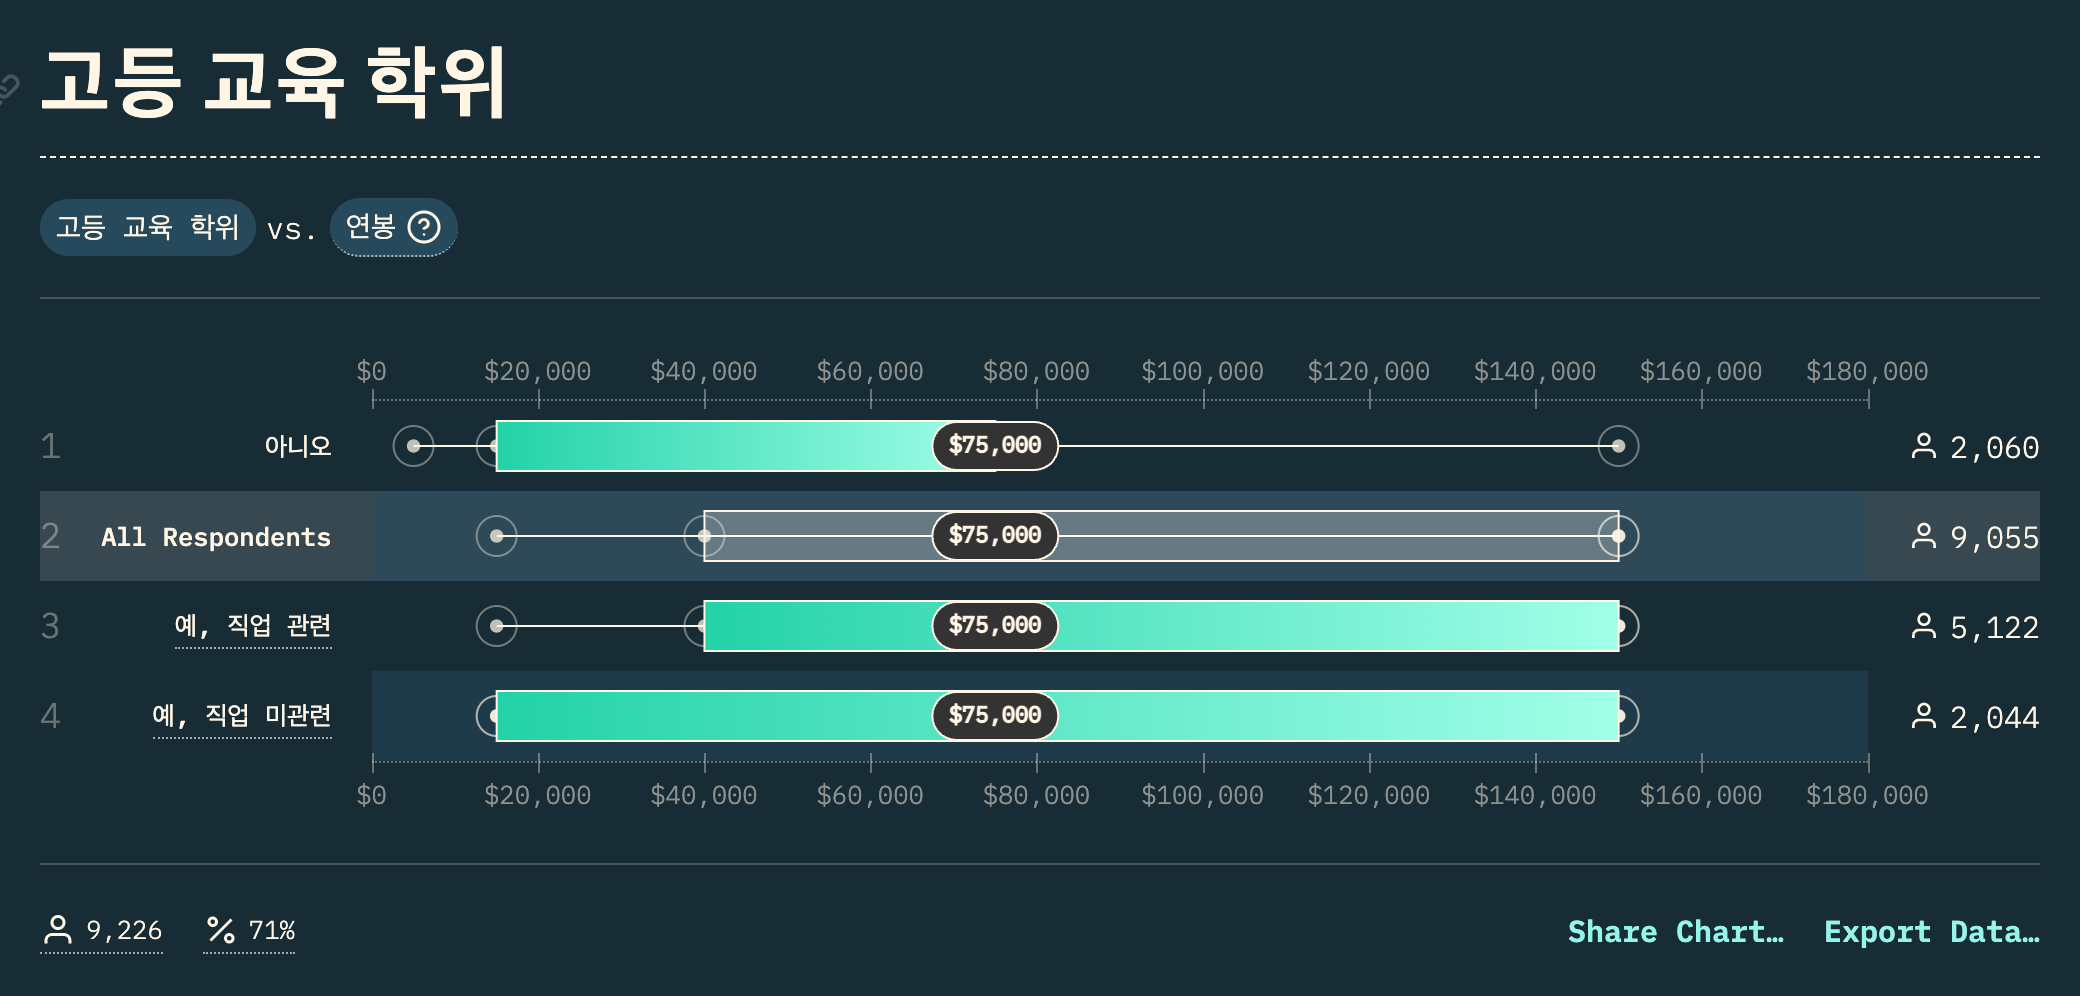 고등 교육 학위
고등 교육 학위 vs. 연봉 ?
$0 $20,000 $40,000 $60,000 $80,000 $100,000 $120,000 $140,000 $160,000 $180,000
1 아니오 $75,000 2,060
2 All Respondents $75,000 9,055
3 예, 직업 관련 $75,000 5,122
4 예, 직업 미관련 $75,000 2,044
$0 $20,000 $40,000 $60,000 $80,000 $100,000 $120,000 $140,000 $160,000 $180,000
9,226 % 71% Share Chart… Export Data…